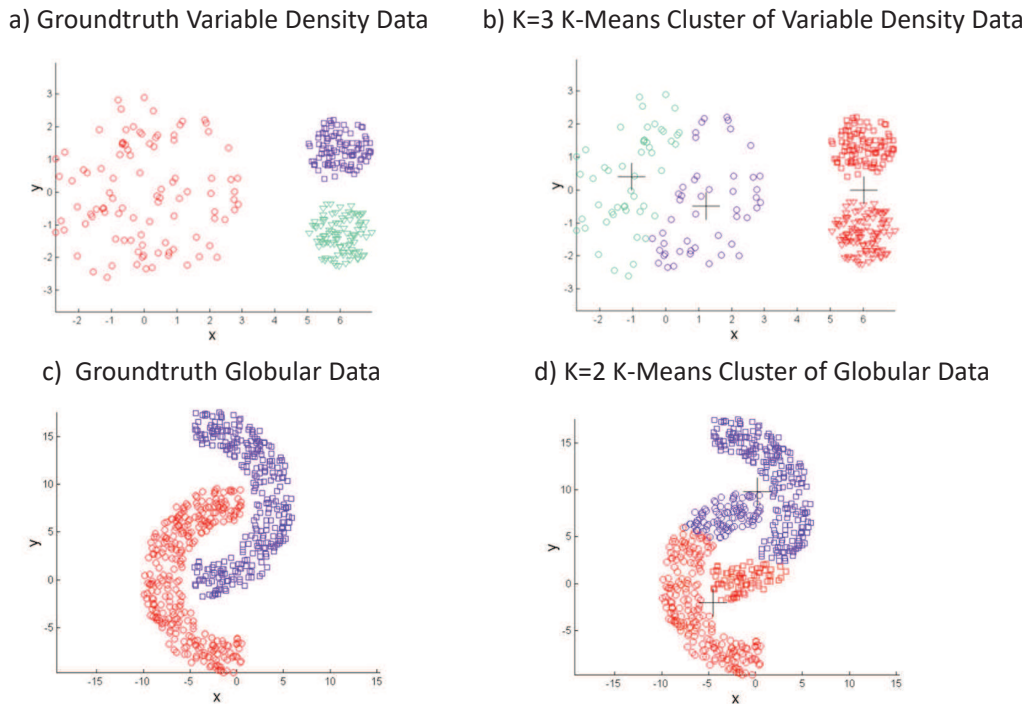 a) Groundtruth Variable Density Data
b) K=3 K-Means Cluster of Variable Density Data
3
2
1
0
-1
-2
-3
y
-2 -1 0 1 2 3 4 5 6
x
3
2
1
0
-1
-2
-3
y
-2 -1 0 1 2 3 4 5 6
x
c) Groundtruth Globular Data
d) K=2 K-Means Cluster of Globular Data
15
10
5
0
-5
y
-15 -10 -5 0 5 10 15
x
15
10
5
0
-5
y
-15 -10 -5 0 5 10 15
x